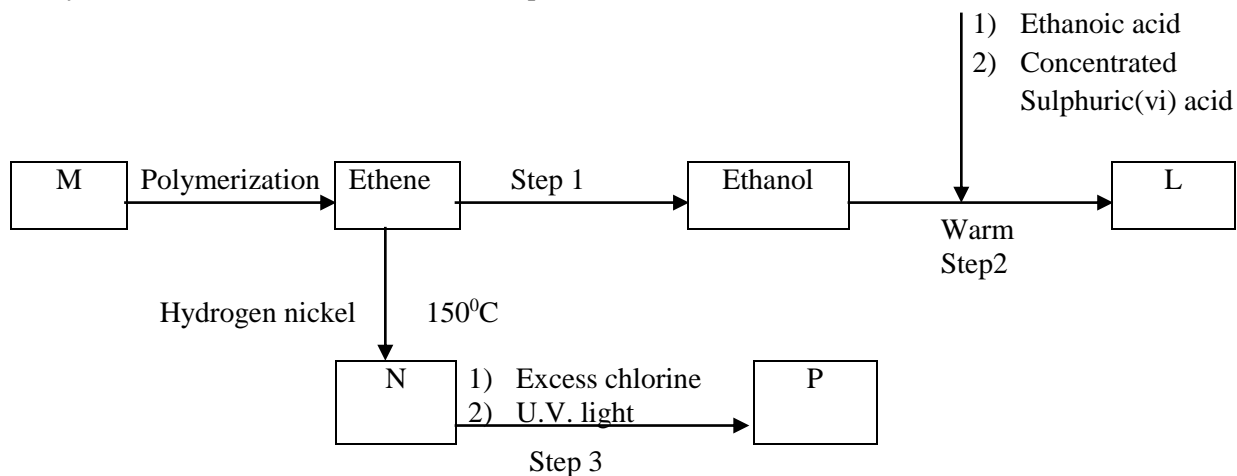 1) Ethanoic acid
2) Concentrated
Sulphuric(vi) acid
M Polymerization Ethene Step 1 Ethanol L
Warm
Step2
Hydrogen nickel 150⁰C
N 1) Excess chlorine P
2) U.V. light
Step 3